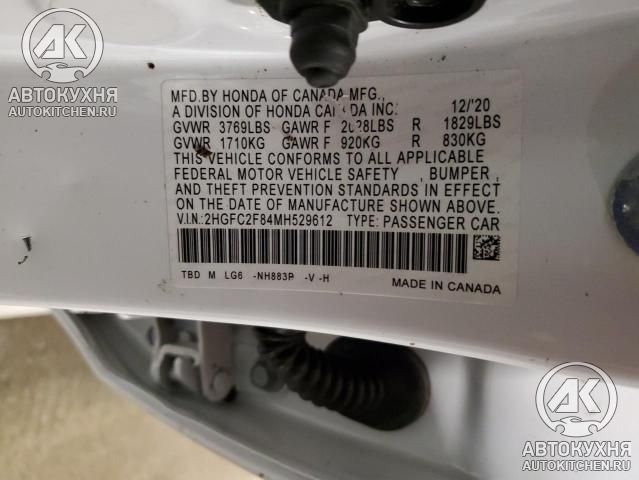 АВТОКУХНЯ
AUTOKITCHEN.RU
MFD.BY HONDA OF CANADA MFG.,
A DIVISION OF HONDA CANADA INC. 12/'20
GVWR 3769LBS GAWR F 2028LBS R 1829LBS
GVWR 1710KG GAWR F 920KG R 830KG
THIS VEHICLE CONFORMS TO ALL APPLICABLE
FEDERAL MOTOR VEHICLE SAFETY , BUMPER ,
AND THEFT PREVENTION STANDARDS IN EFFECT
ON THE DATE OF MANUFACTURE SHOWN ABOVE.
V.I.N.:2HGFC2F84MH529612 TYPE: PASSENGER CAR
TBD M LG6 -NH883P -V -H
MADE IN CANADA
АК
АВТОКУХНЯ
AUTOKITCHEN.RU